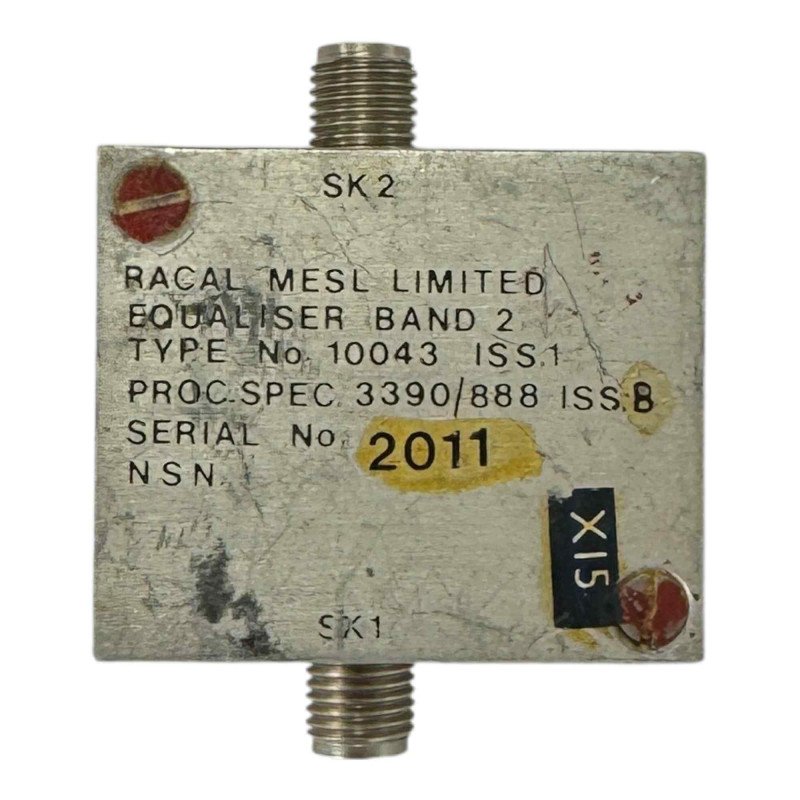 SK2
RACAL MESL LIMITED
EQUALISER BAND 2
TYPE No. 10043 ISS.1
PROC.SPEC. 3390/888 ISS.B
SERIAL No. 2011
NSN.
X15
SK1